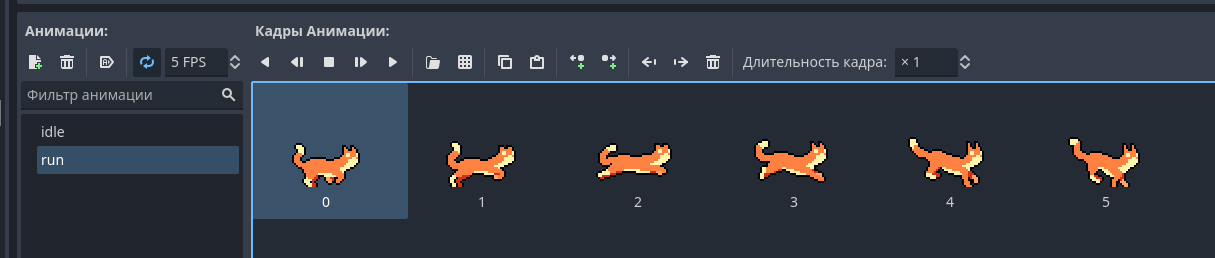 Анимации:
Кадры Анимации:
5 FPS
Длительность кадра: × 1
Фильтр анимации
idle
run
0 1 2 3 4 5